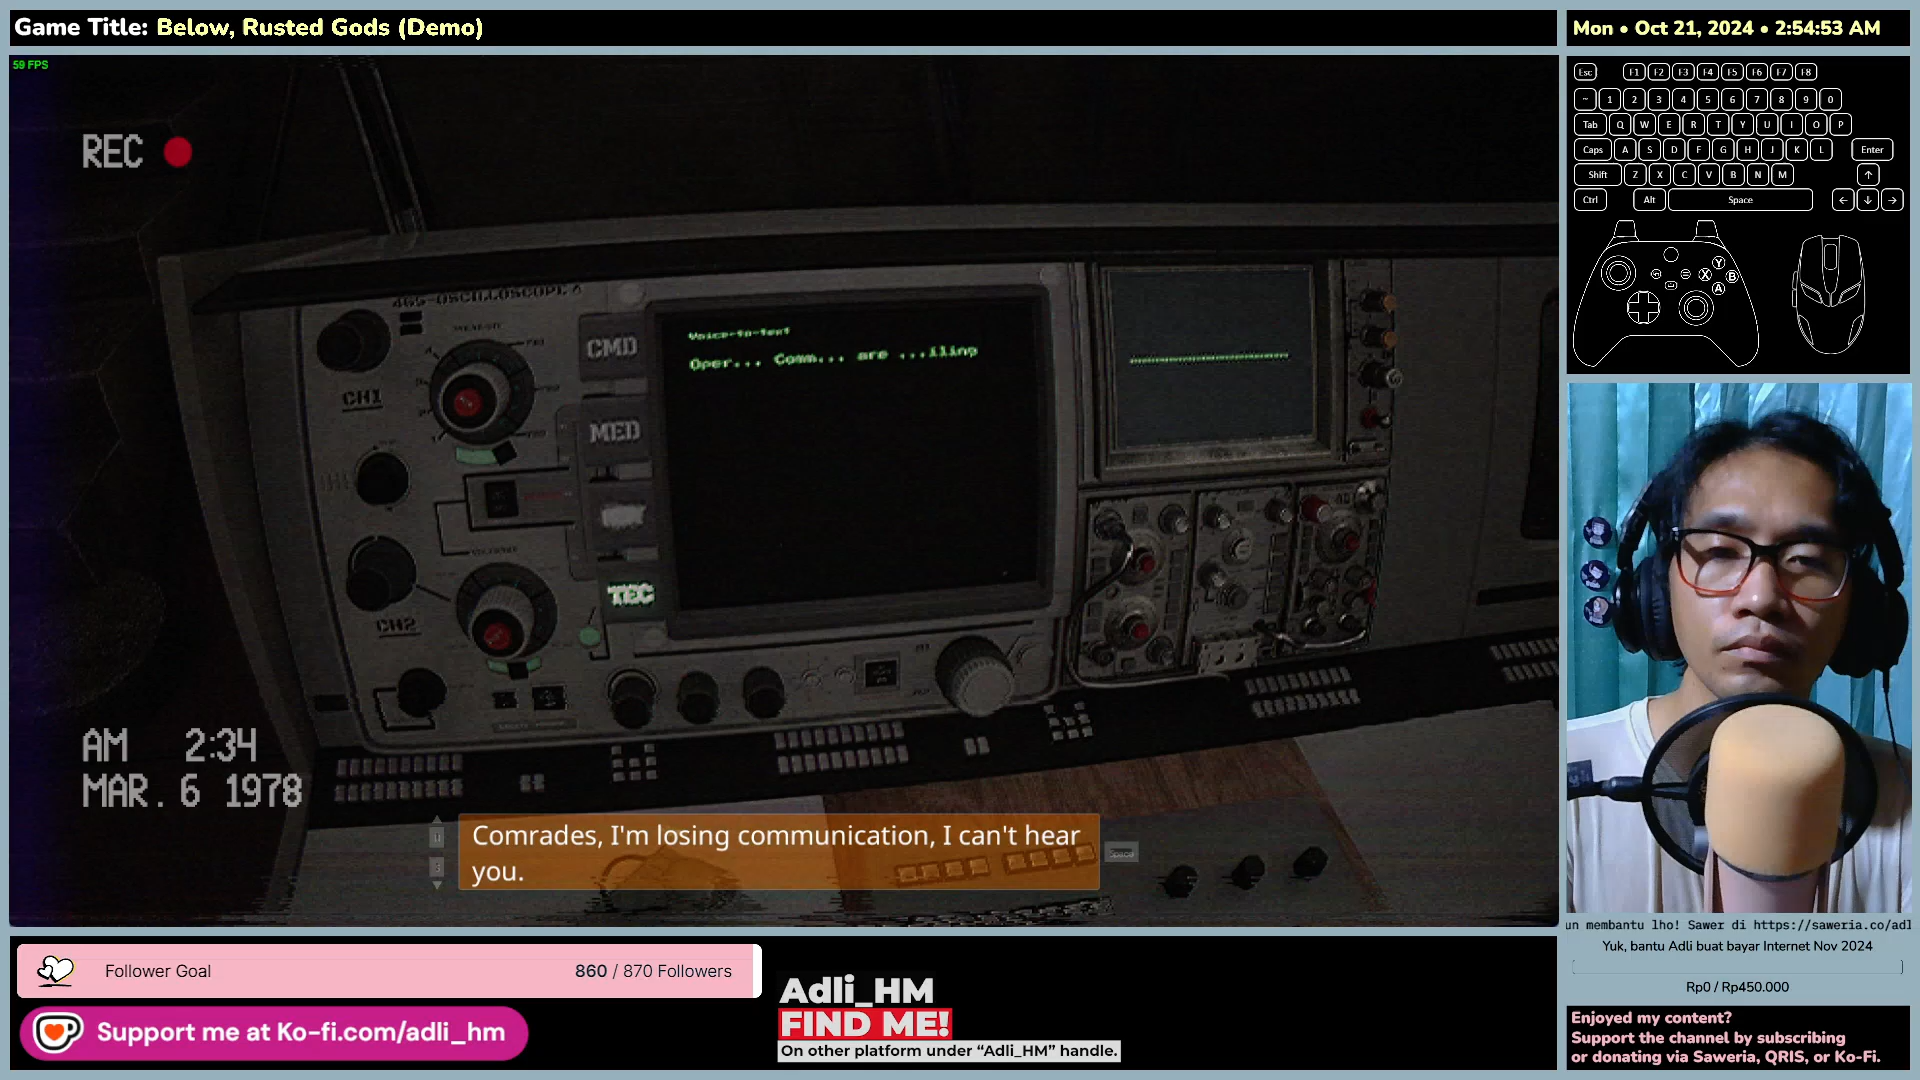 Game Title: Below, Rusted Gods (Demo)
Mon • Oct 21, 2024 • 2:54:53 AM
59 FPS
REC
465-OSCILLOSCOPE
CH1
CH2
CMD
MED
TEC
Voice-to-text
Oper... Comm... are ...iling
AM 2:34
MAR. 6 1978
Comrades, I'm losing communication, I can't hear
you.
Space
Esc F1 F2 F3 F4 F5 F6 F7 F8
~ 1 2 3 4 5 6 7 8 9 0
Tab Q W E R T Y U I O P
Caps A S D F G H J K L Enter
Shift Z X C V B N M ↑
Ctrl Alt Space ← ↓ →
Y
X B
A
un membantu lho! Sawer di https://saweria.co/adl
Yuk, bantu Adli buat bayar Internet Nov 2024
Rp0 / Rp450.000
Follower Goal 860 / 870 Followers
Support me at Ko-fi.com/adli_hm
Adli_HM
FIND ME!
On other platform under “Adli_HM” handle.
Enjoyed my content?
Support the channel by subscribing
or donating via Saweria, QRIS, or Ko-Fi.